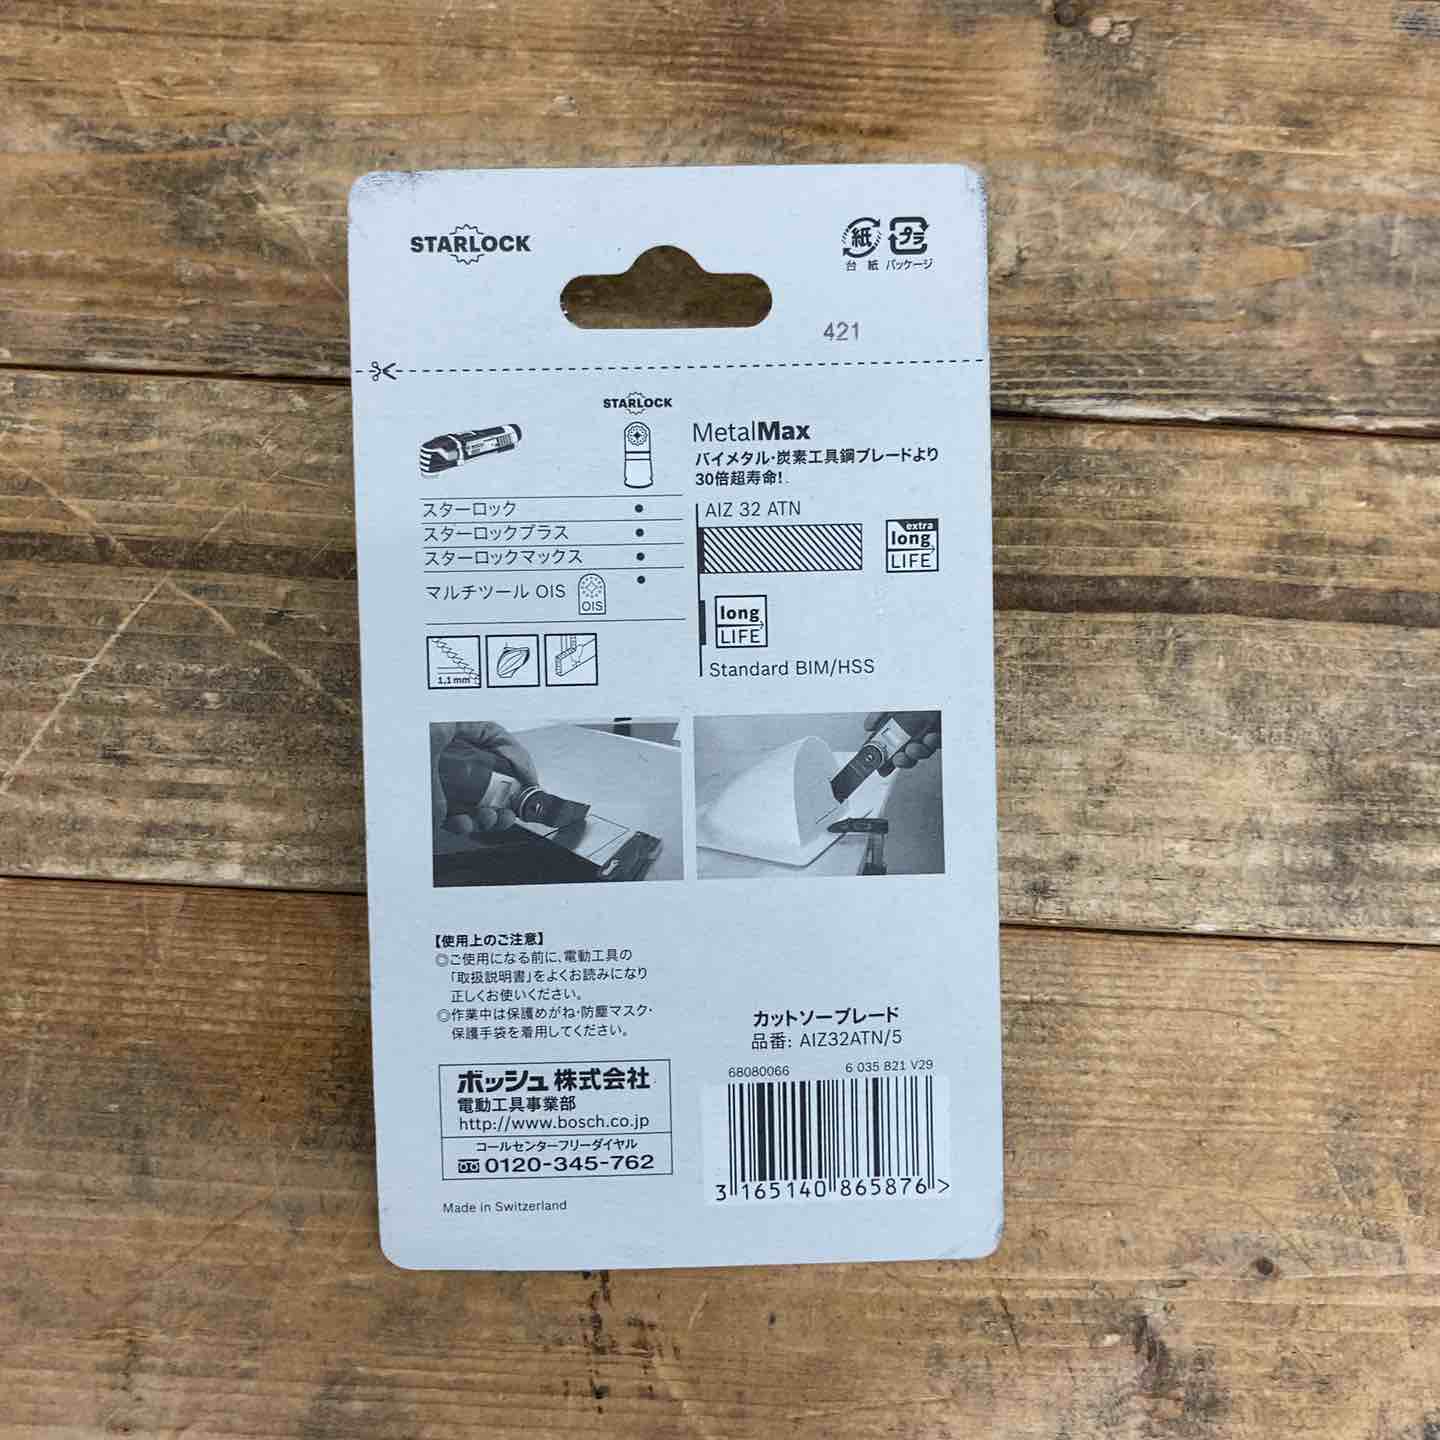 STARLOCK
紙
プラ
台紙 パッケージ
421
STARLOCK
MetalMax
バイメタル・炭素工具鋼ブレードより
30倍超寿命!
スターロック
スターロックプラス
スターロックマックス
マルチツール OIS
OIS
AIZ 32 ATN
extra
long
LIFE
long
LIFE
Standard BIM/HSS
1,1 mm
【使用上のご注意】
◎ご使用になる前に、電動工具の
「取扱説明書」をよくお読みになり
正しくお使いください。
◎作業中は保護めがね・防塵マスク・
保護手袋を着用してください。
ボッシュ株式会社
電動工具事業部
http://www.bosch.co.jp
コールセンターフリーダイヤル
0120-345-762
Made in Switzerland
カットソーブレード
品番: AIZ32ATN/5
68080066 6 035 821 V29
3 165140 865876 >